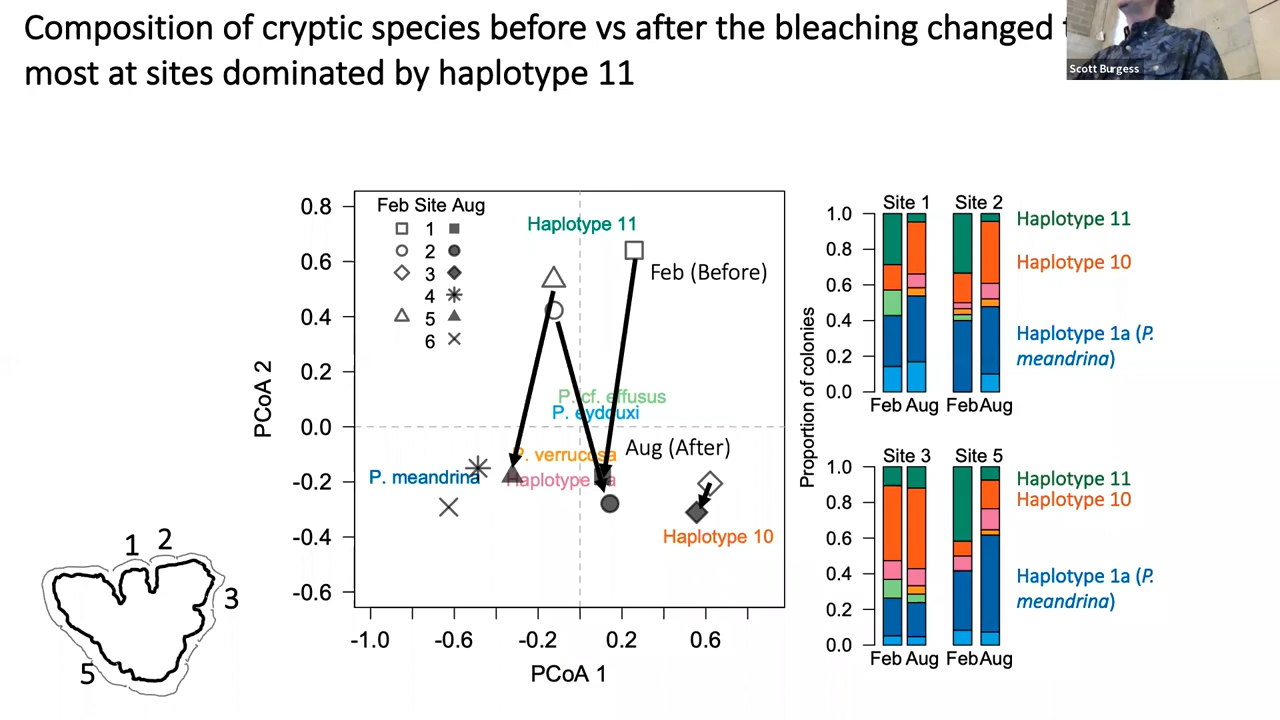 Composition of cryptic species before vs after the bleaching changed
most at sites dominated by haplotype 11
Scott Burgess
Feb Site Aug
1
2
3
4
5
6
Haplotype 11
Feb (Before)
P. cf. effusus
P. eydouxi
Aug (After)
P. verrucosa
P. meandrina
Haplotype
Haplotype 10
PCoA 2
0.8
0.6
0.4
0.2
0.0
-0.2
-0.4
-0.6
-1.0 -0.6 -0.2 0.2 0.6
PCoA 1
Proportion of colonies
Site 1 Site 2
1.0
0.8
0.6
0.4
0.2
0.0
Feb Aug Feb Aug
Haplotype 11
Haplotype 10
Haplotype 1a (P.
meandrina)
Site 3 Site 5
1.0
0.8
0.6
0.4
0.2
0.0
Feb Aug Feb Aug
Haplotype 11
Haplotype 10
Haplotype 1a (P.
meandrina)
1 2
3
5